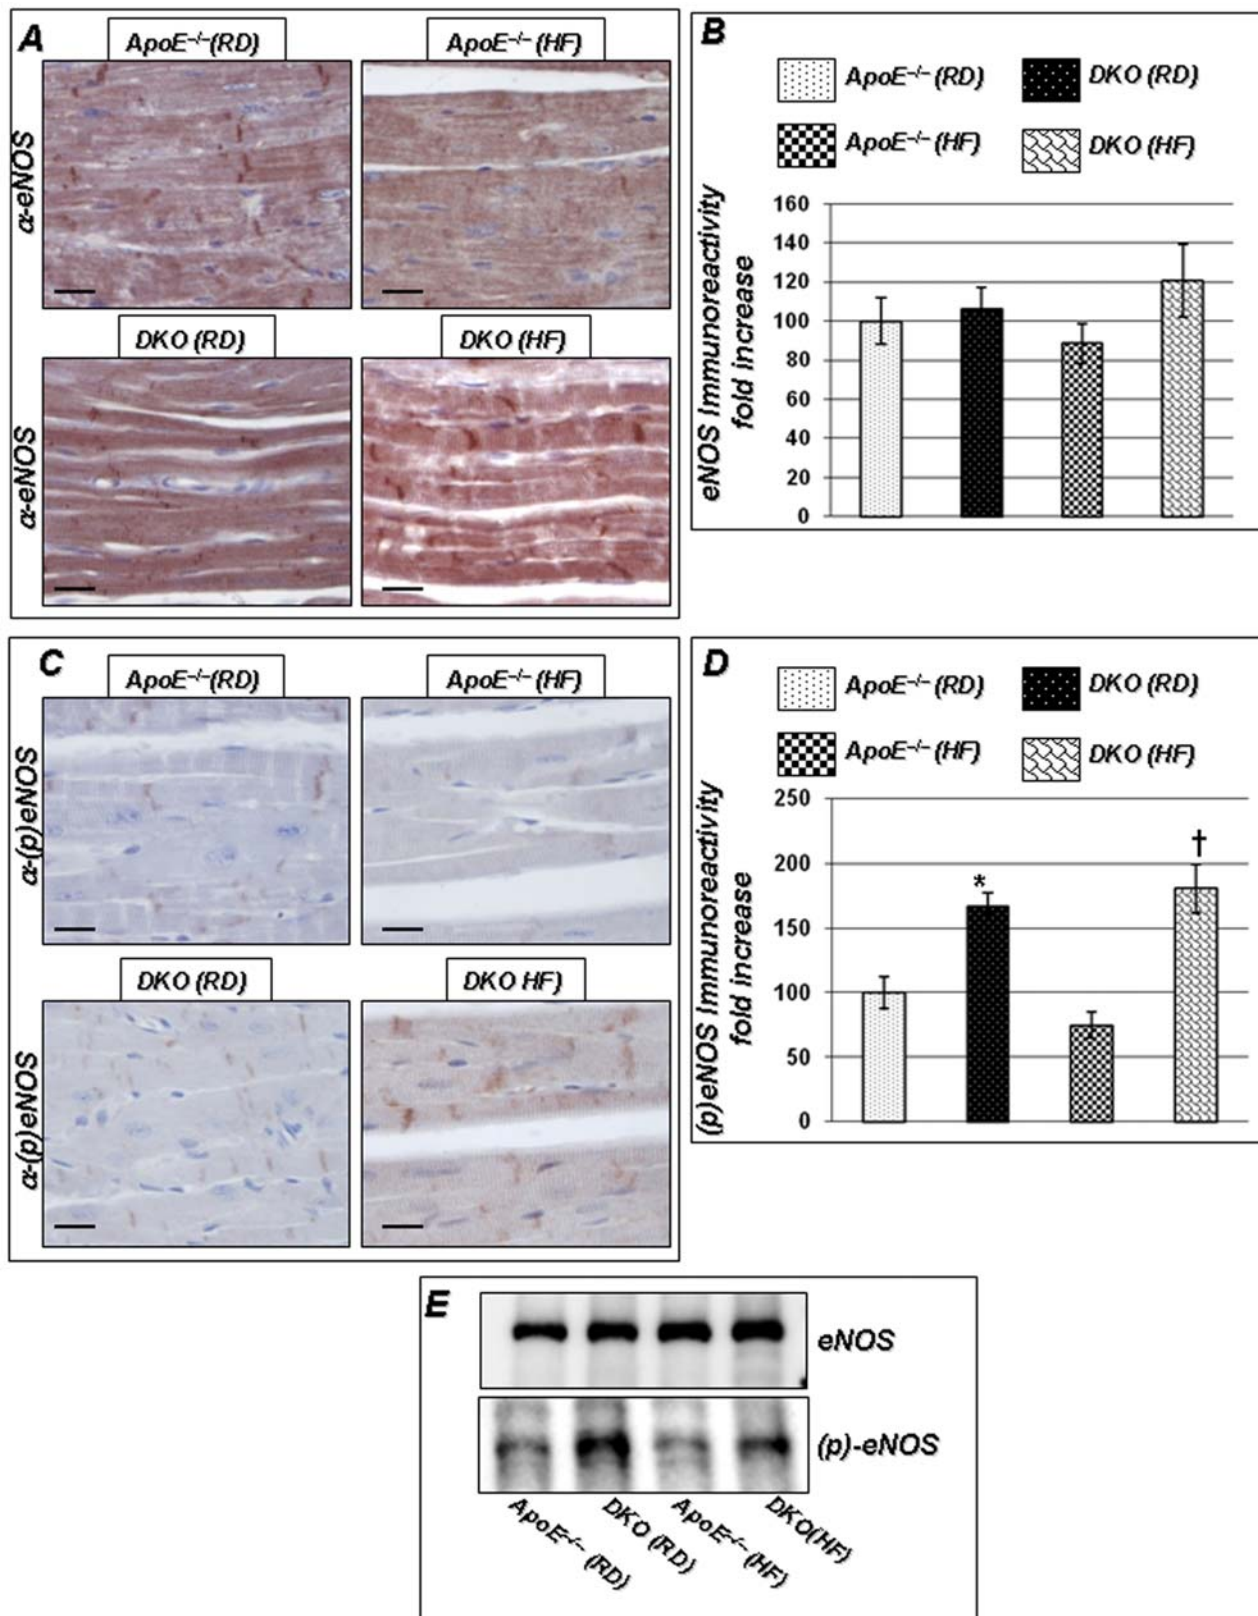 A
ApoE⁻/⁻(RD)
ApoE⁻/⁻ (HF)
α-eNOS
DKO (RD)
DKO (HF)
α-eNOS
B
ApoE⁻/⁻ (RD)
DKO (RD)
ApoE⁻/⁻ (HF)
DKO (HF)
eNOS Immunoreactivity
fold increase
160
140
120
100
80
60
40
20
0
C
ApoE⁻/⁻(RD)
ApoE⁻/⁻ (HF)
α-(p)eNOS
DKO (RD)
DKO HF)
α-(p)eNOS
D
ApoE⁻/⁻ (RD)
DKO (RD)
ApoE⁻/⁻ (HF)
DKO (HF)
(p)eNOS Immunoreactivity
fold increase
250
200
150
100
50
0
*
†
E
eNOS
(p)-eNOS
ApoE⁻/⁻ (RD)
DKO (RD)
ApoE⁻/⁻ (HF)
DKO(HF)